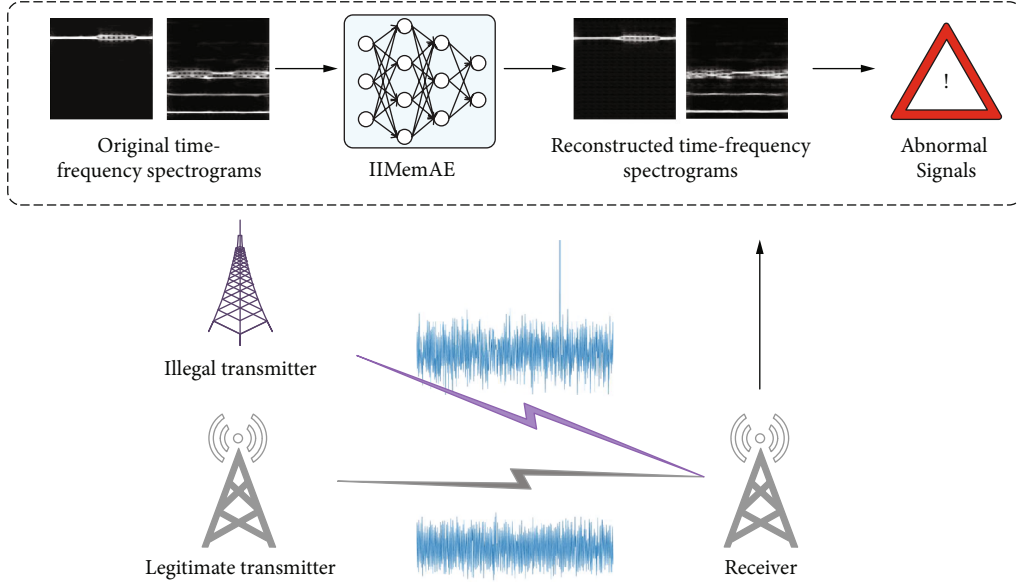 Original time-
frequency spectrograms
IIMemAE
Reconstructed time-frequency
spectrograms
!
Abnormal
Signals
Illegal transmitter
Legitimate transmitter
Receiver